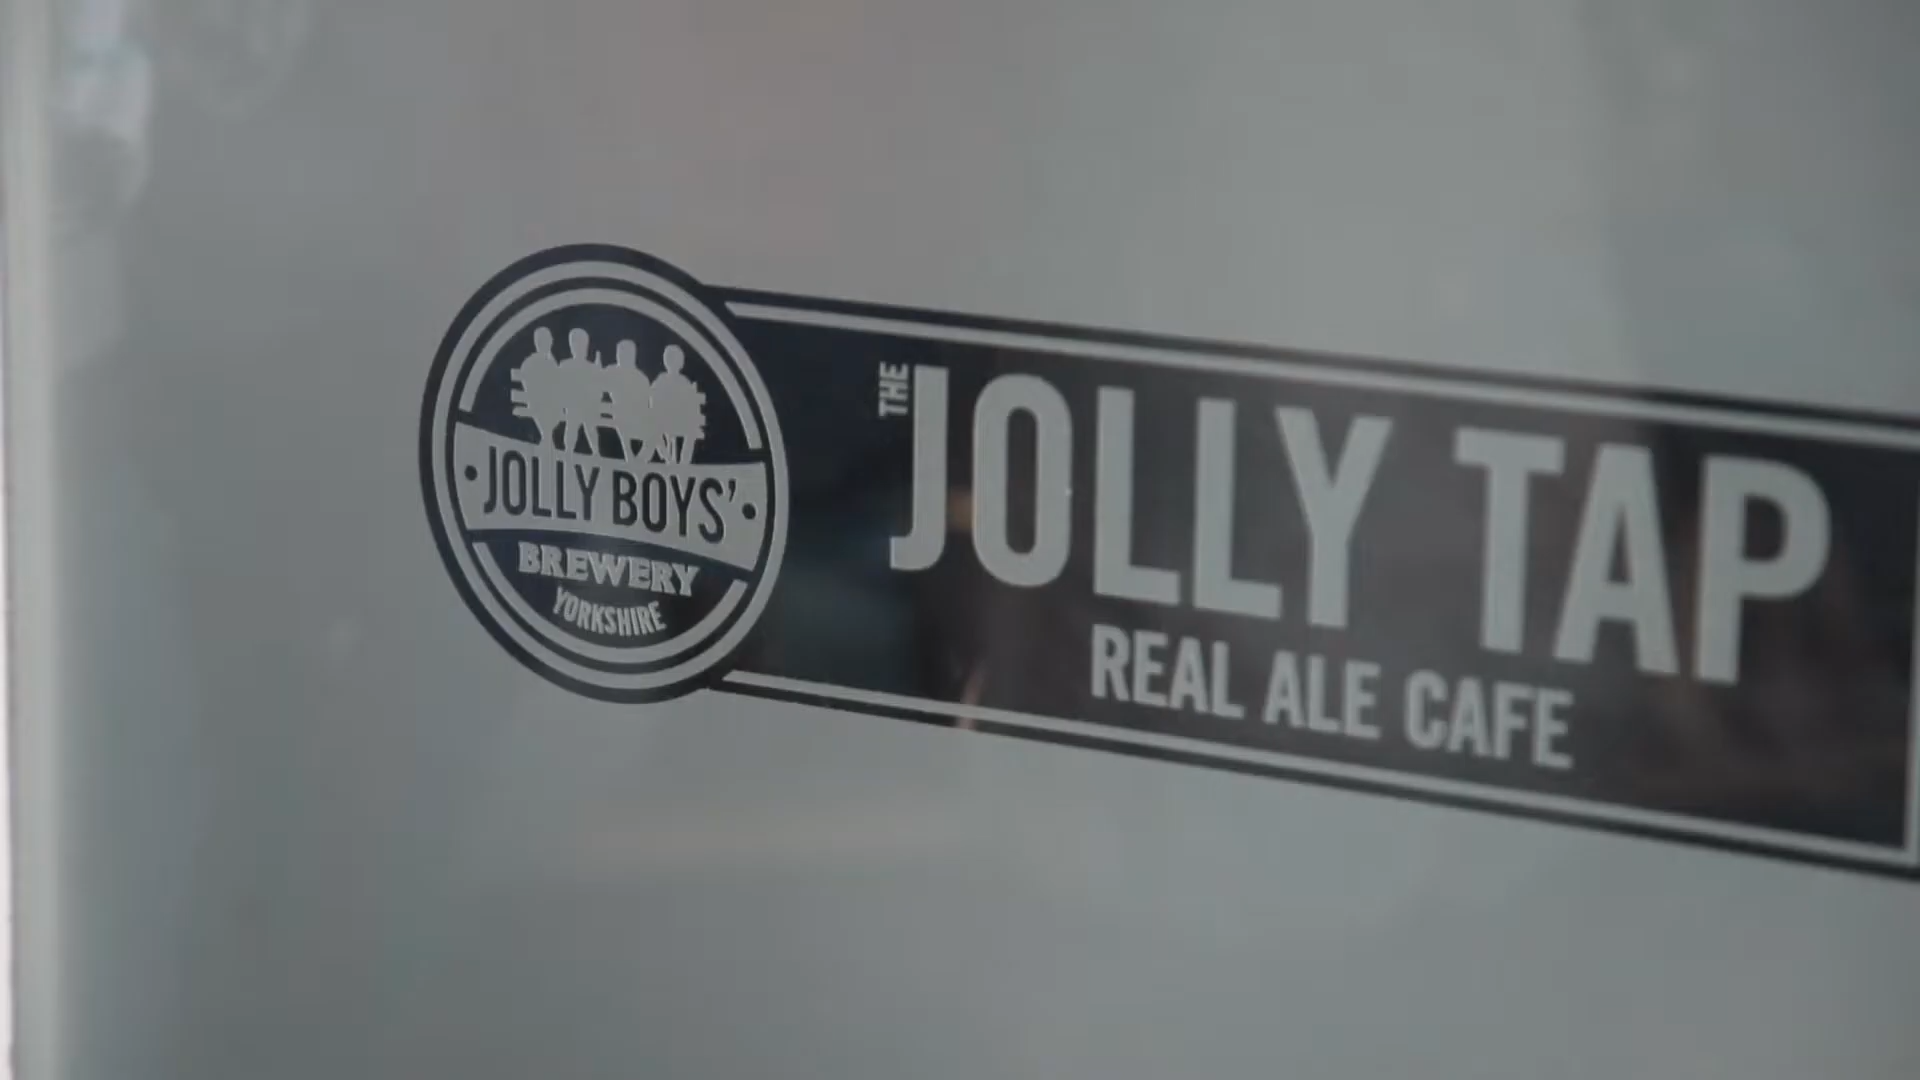 JOLLY BOYS'
BREWERY
YORKSHIRE
THE JOLLY TAP
REAL ALE CAFE